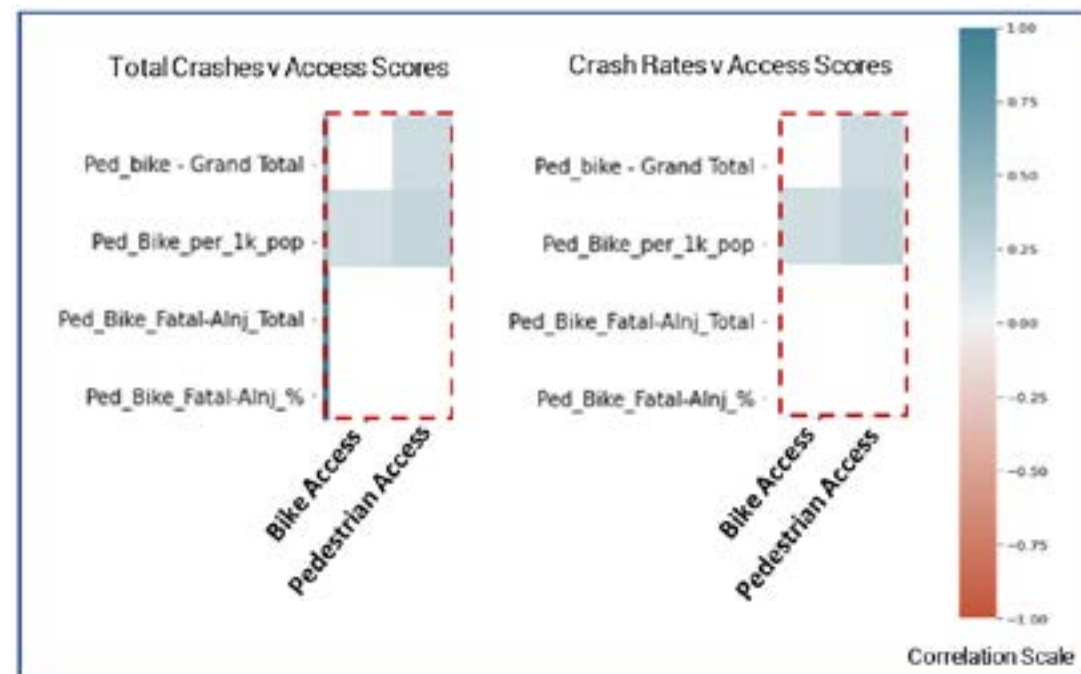 Total Crashes v Access Scores
Ped_bike - Grand Total
Ped_Bike_per_1k_pop
Ped_Bike_Fatal-AInj_Total
Ped_Bike_Fatal-AInj_%
Bike Access
Pedestrian Access
Crash Rates v Access Scores
Ped_bike - Grand Total
Ped_Bike_per_1k_pop
Ped_Bike_Fatal-AInj_Total
Ped_Bike_Fatal-AInj_%
Bike Access
Pedestrian Access
1.00
0.75
0.50
0.25
0.00
−0.25
−0.50
−0.75
−1.00
Correlation Scale